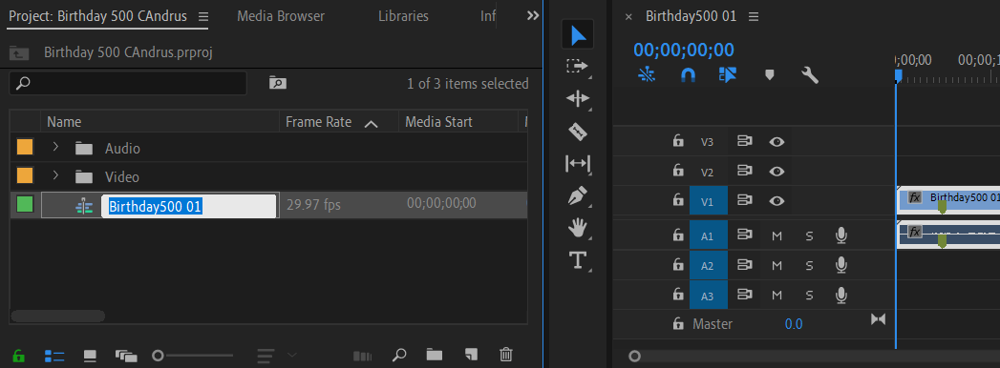 Project: Birthday 500 CAndrus
Media Browser
Libraries
Inf
Birthday 500 CAndrus.prproj
1 of 3 items selected
Name
Frame Rate
Media Start
Audio
Video
Birthday500 01
29.97 fps
00;00;00;00
Birthday500 01
00;00;00;00
;00;00
00;00;1
V3
V2
V1
fx Birthday500 01
A1 M S
fx
A2 M S
A3 M S
Master 0.0